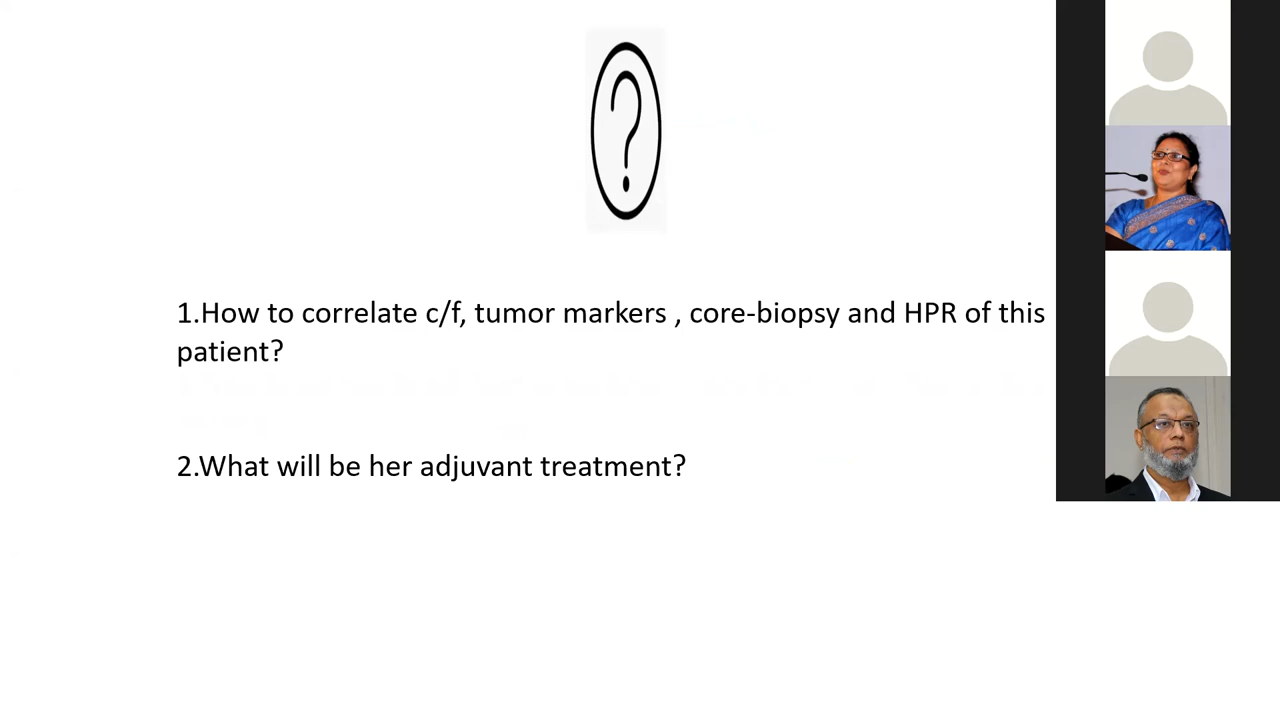 ?
1.How to correlate c/f, tumor markers , core-biopsy and HPR of this
patient?
2.What will be her adjuvant treatment?